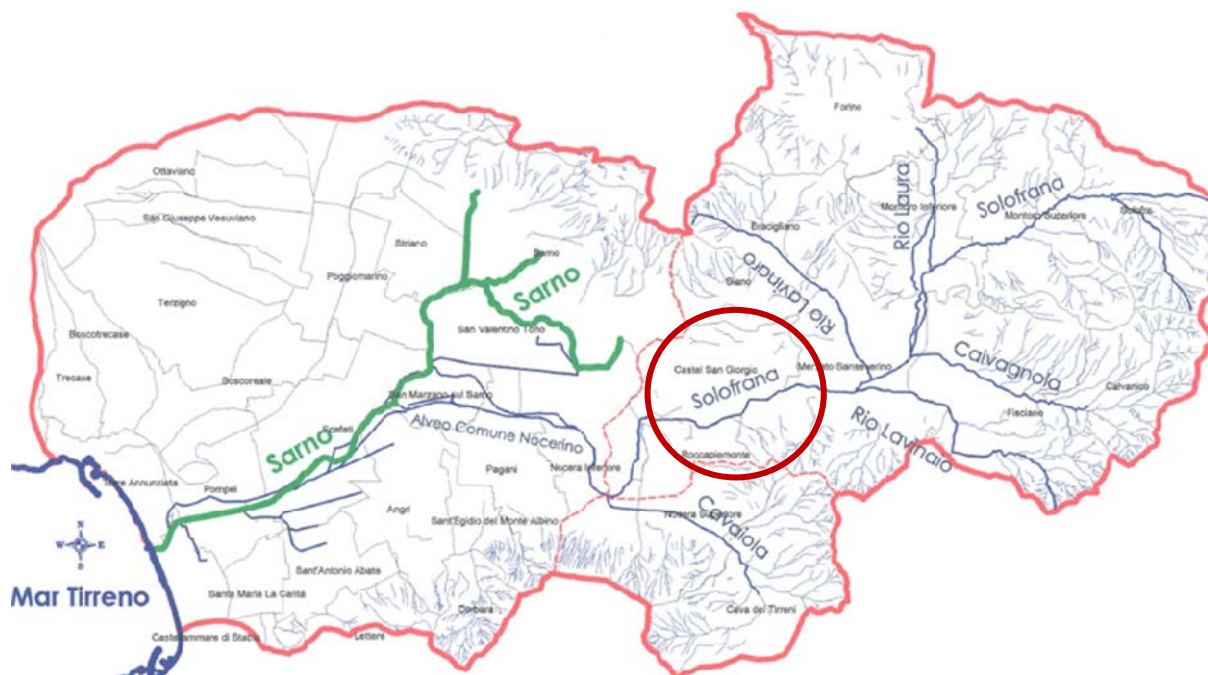 Forino
Ottaviano
San Giuseppe Vesuviano
Striano
Sarno
Poggiomarino
Sarno
Terzigno
Boscotrecase
San Valentino Torio
Trecase
Boscoreale
San Marzano sul Sarno
Scafati
Alveo Comune Nocerino
Sarno
Torre Annunziata
Pompei
Pagani
Nocera Inferiore
Angri
Sant'Egidio del Monte Albino
Nocera Superiore
Cavaiola
N
W
E
S
Mar Tirreno
Sant'Antonio Abate
Santa Maria La Carità
Corbara
Cava dei Tirreni
Castellammare di Stabia
Lettere
Rio Laura
Montoro Inferiore
Solofrana
Montoro Superiore
Solofra
Bracigliano
Siano
Rio Lavinaro
Castel San Giorgio
Mercato Sanseverino
Solofrana
Calvagnola
Calvanico
Fisciano
Rio Lavinaio
Roccapiemonte